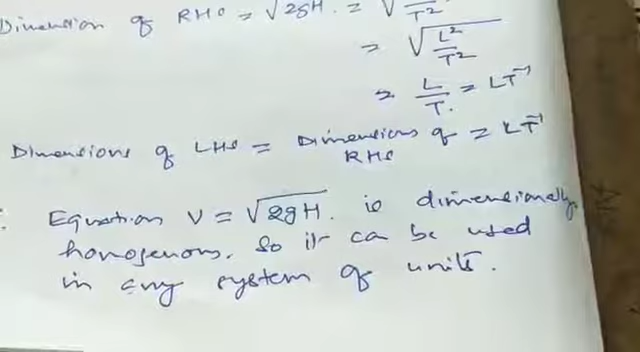 Dimension of RHS = √2gH = √ T²
= √ L² / T²
= L / T. = LT⁻¹
Dimensions of LHS = Dimensions of RHS = LT⁻¹
∴ Equation V = √2gH. is dimensionally
homogenous. So it can be used
in any system of units.